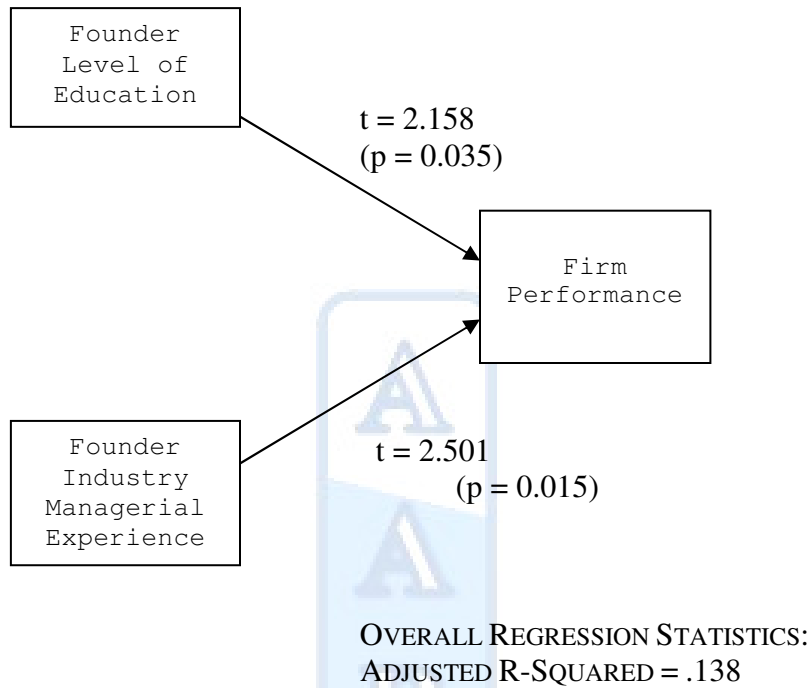 Founder
Level of
Education
t = 2.158
(p = 0.035)
Firm
Performance
Founder
Industry
Managerial
Experience
t = 2.501
(p = 0.015)
A
A
OVERALL REGRESSION STATISTICS:
ADJUSTED R-SQUARED = .138